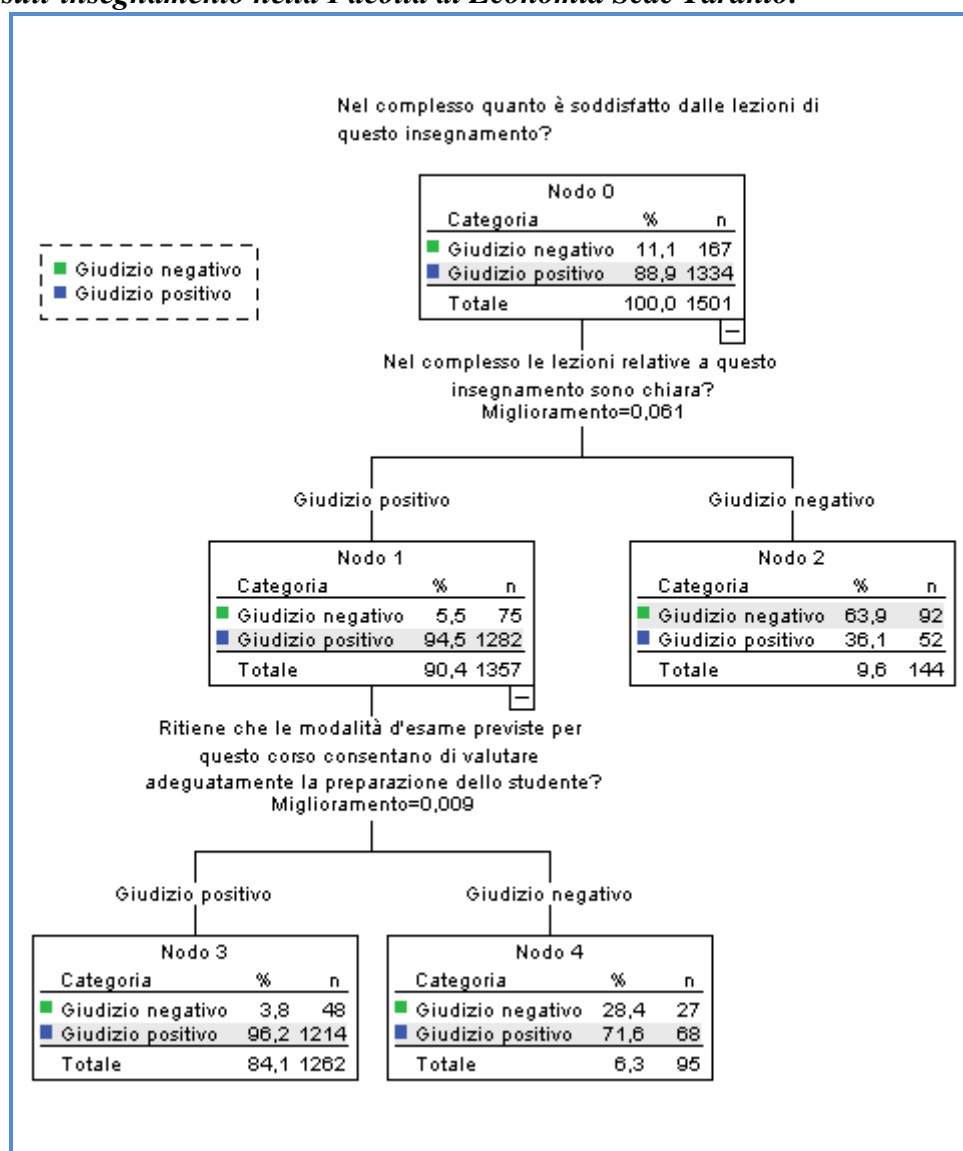 sull'insegnamento nella Facoltà di Economia Sede Taranto.
Nel complesso quanto è soddisfatto dalle lezioni di
questo insegnamento?
Nodo 0
Categoria % n
Giudizio negativo 11,1 167
Giudizio positivo 88,9 1334
Totale 100,0 1501
Giudizio negativo
Giudizio positivo
Nel complesso le lezioni relative a questo
insegnamento sono chiara?
Miglioramento=0,061
Giudizio positivo
Giudizio negativo
Nodo 1
Categoria % n
Giudizio negativo 5,5 75
Giudizio positivo 94,5 1282
Totale 90,4 1357
Nodo 2
Categoria % n
Giudizio negativo 63,9 92
Giudizio positivo 36,1 52
Totale 9,6 144
Ritiene che le modalità d'esame previste per
questo corso consentano di valutare
adeguatamente la preparazione dello studente?
Miglioramento=0,009
Giudizio positivo
Giudizio negativo
Nodo 3
Categoria % n
Giudizio negativo 3,8 48
Giudizio positivo 96,2 1214
Totale 84,1 1262
Nodo 4
Categoria % n
Giudizio negativo 28,4 27
Giudizio positivo 71,6 68
Totale 6,3 95